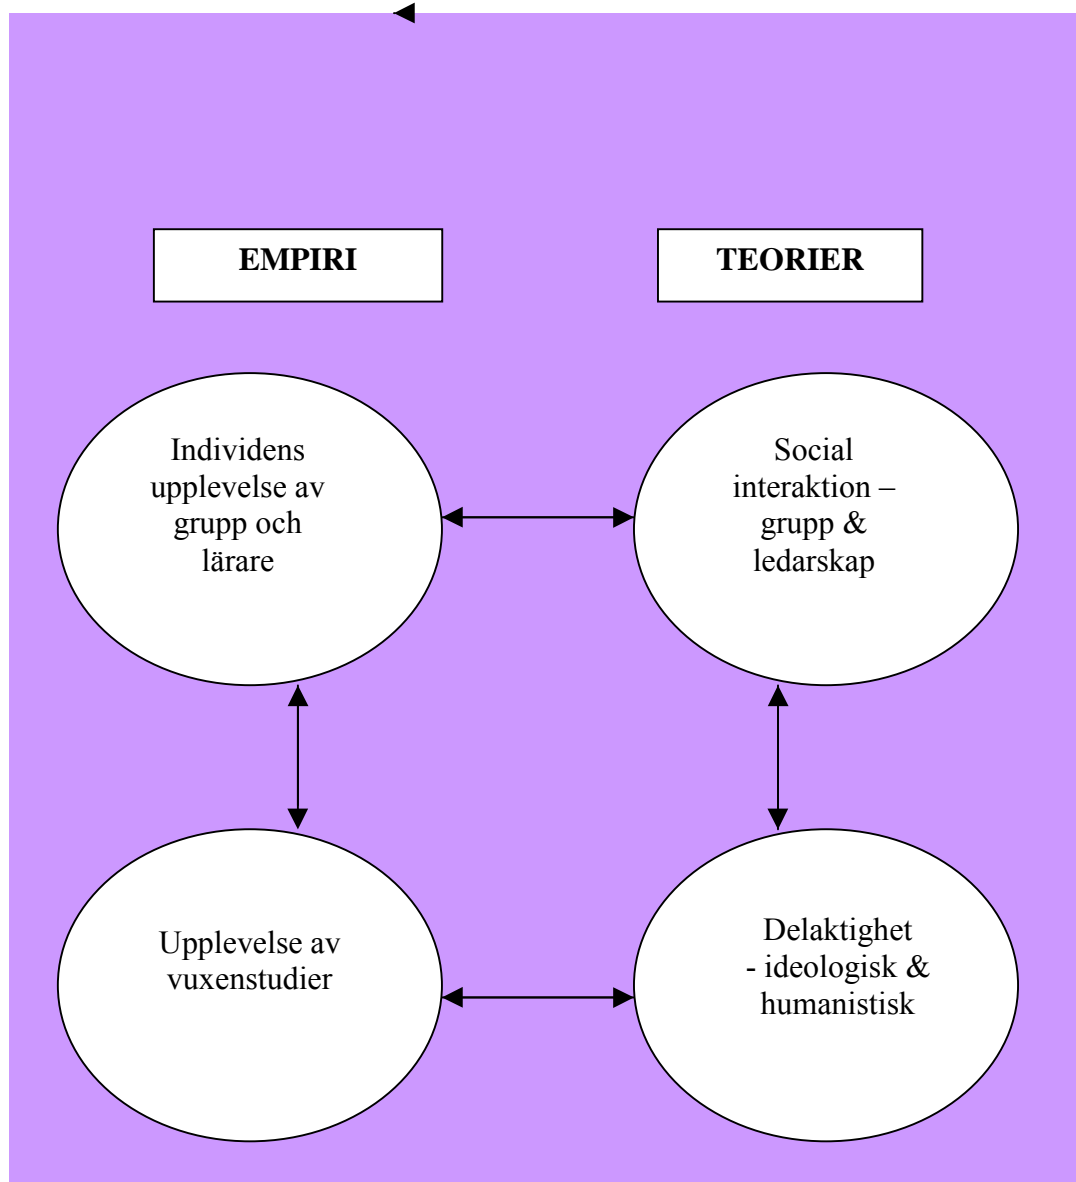 EMPIRI
TEORIER
Individens
upplevelse av
grupp och
lärare
Social
interaktion –
grupp &
ledarskap
Upplevelse av
vuxenstudier
Delaktighet
- ideologisk &
humanistisk